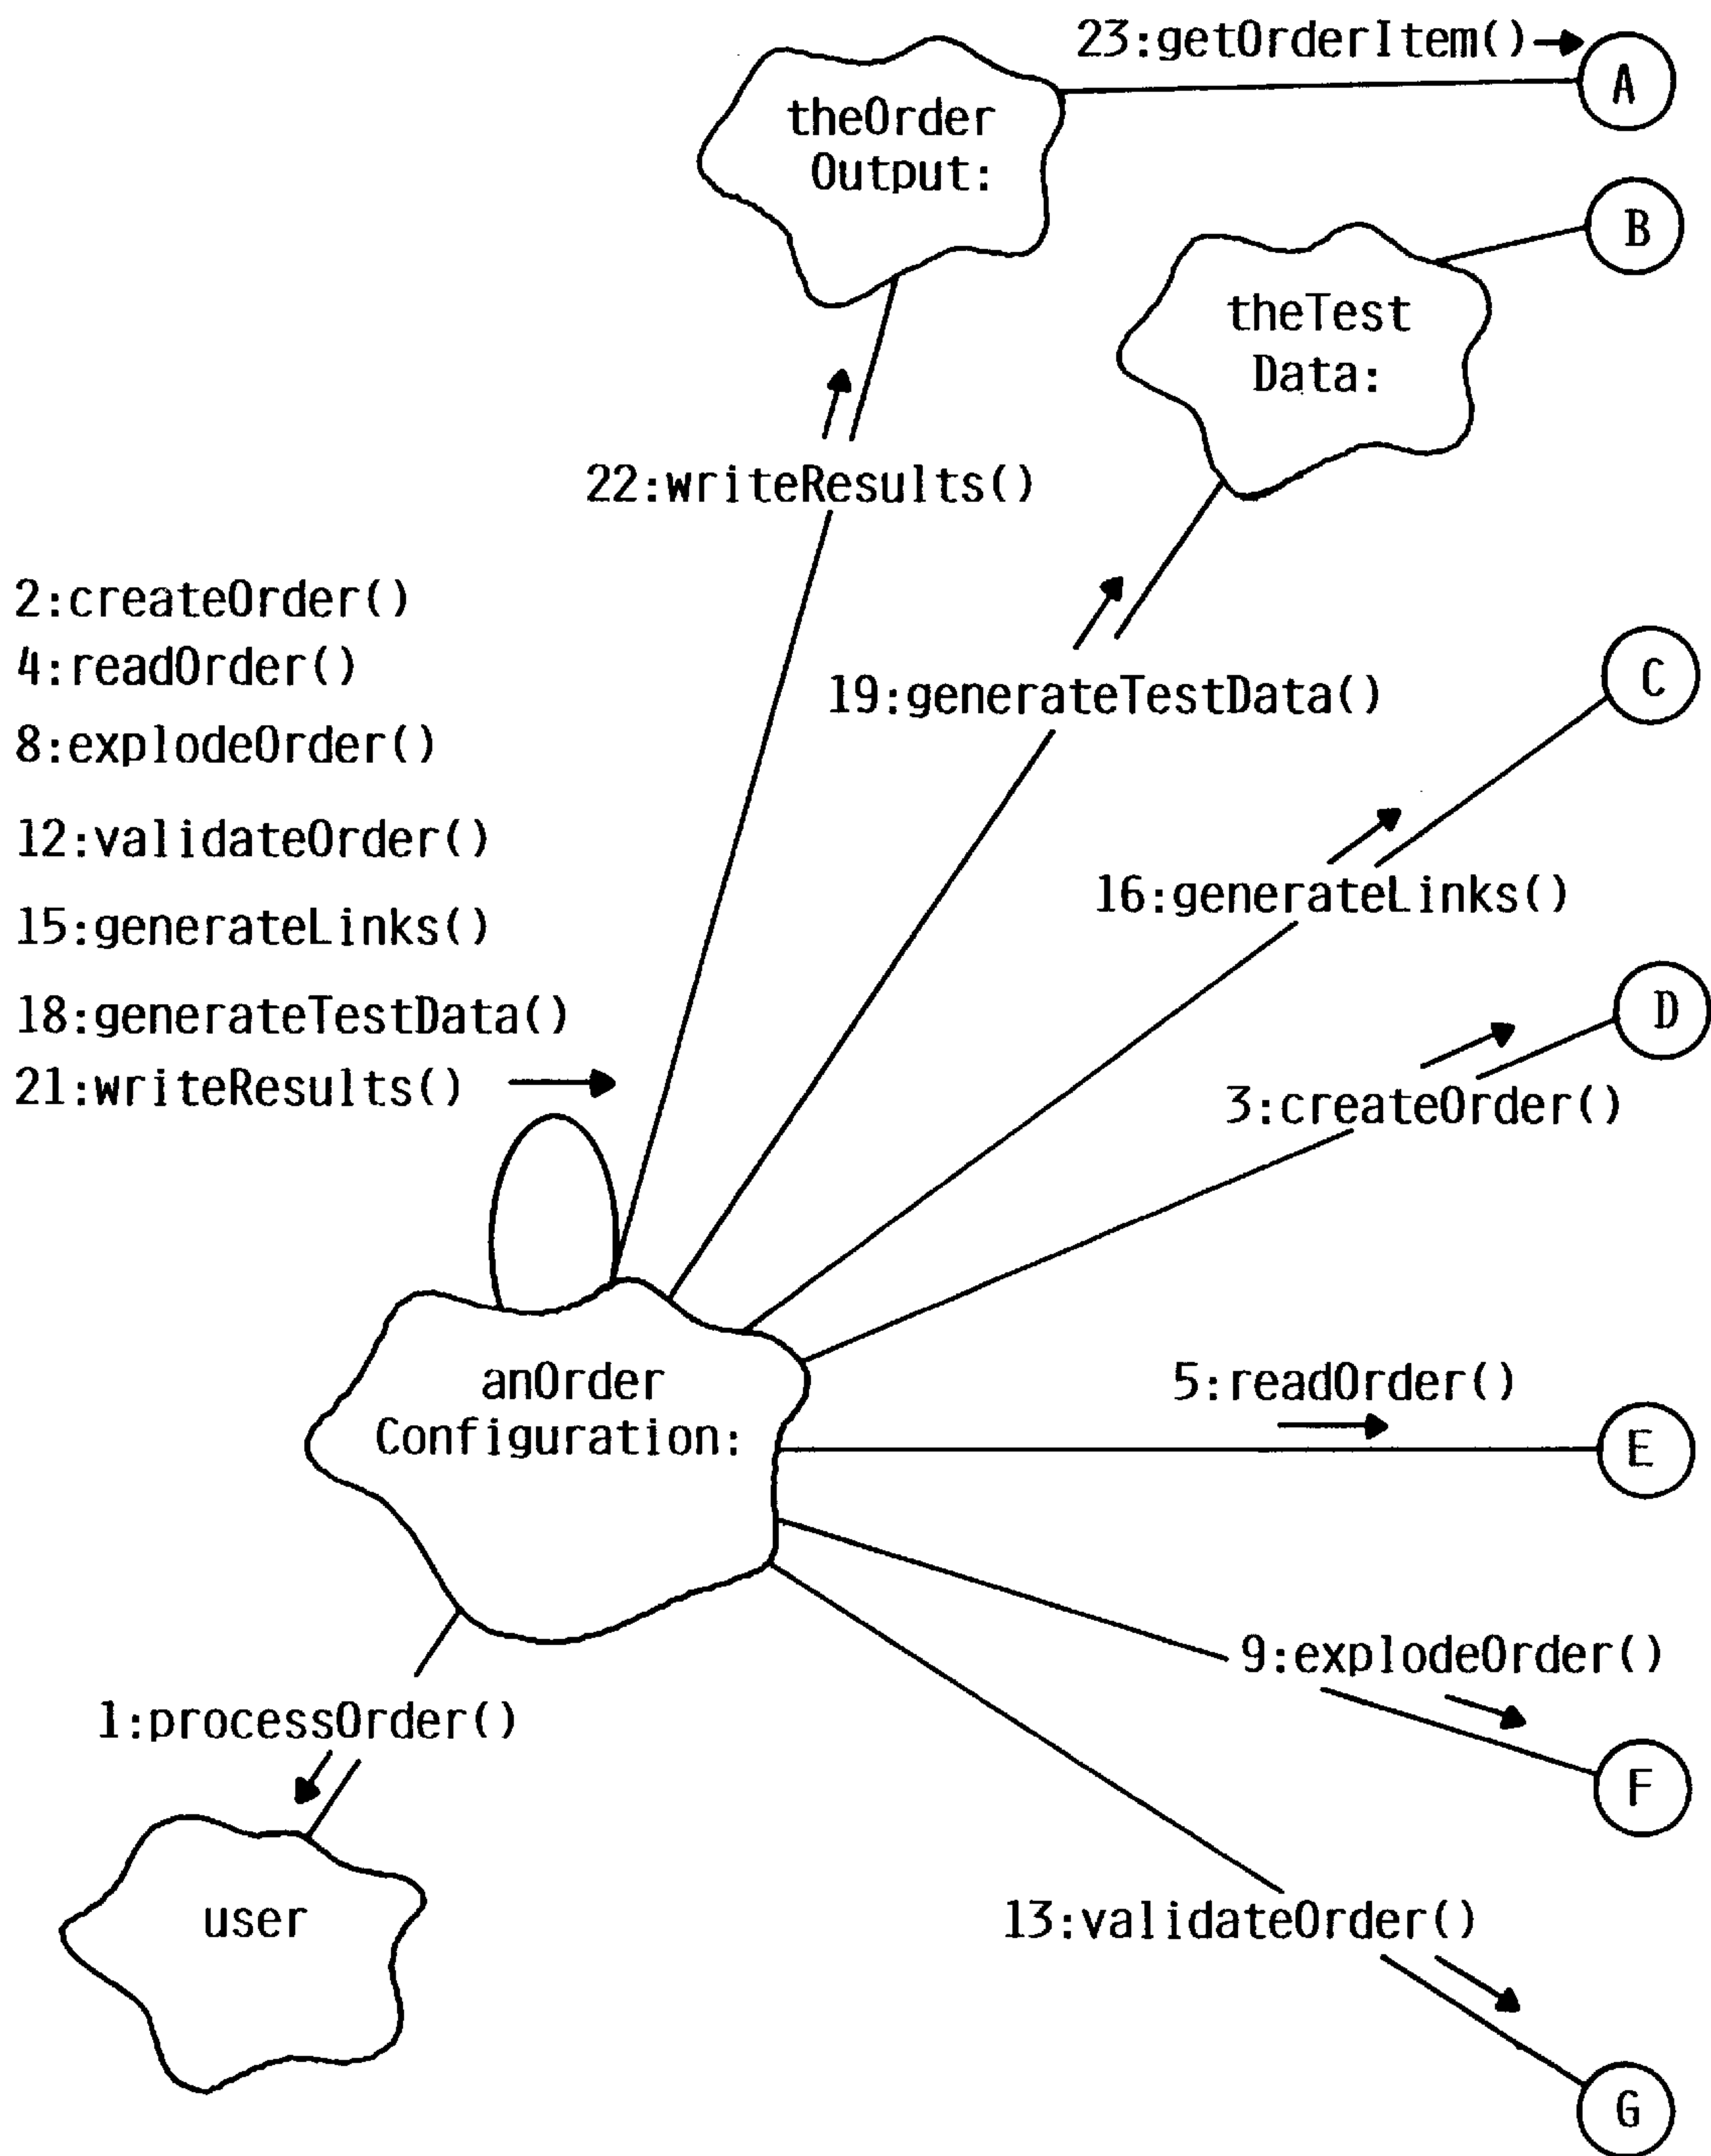 23:getOrderItem()
A
theOrder
Output:
B
theTest
Data:
22:writeResults()
2:createOrder()
4:readOrder()
8:explodeOrder()
12:validateOrder()
15:generateLinks()
18:generateTestData()
21:writeResults()
19:generateTestData()
C
16:generateLinks()
D
3:createOrder()
anOrder
Configuration:
5:readOrder()
E
9:explodeOrder()
F
1:processOrder()
user
13:validateOrder()
G